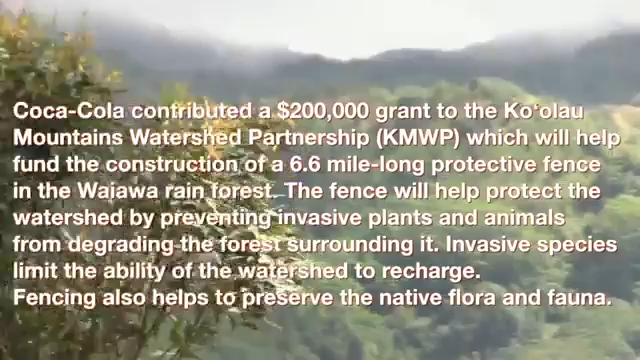 Coca-Cola contributed a $200,000 grant to the Koʻolau
Mountains Watershed Partnership (KMWP) which will help
fund the construction of a 6.6 mile-long protective fence
in the Waiawa rain forest. The fence will help protect the
watershed by preventing invasive plants and animals
from degrading the forest surrounding it. Invasive species
limit the ability of the watershed to recharge.
Fencing also helps to preserve the native flora and fauna.